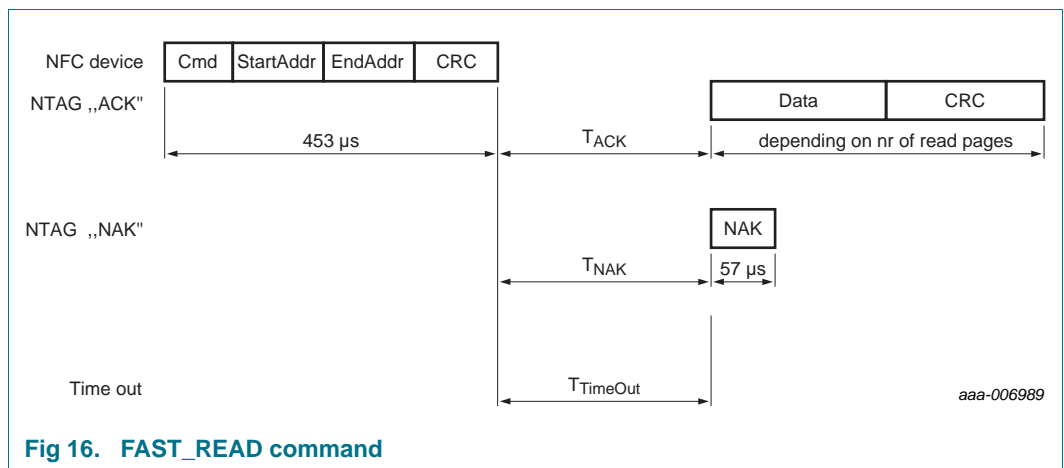 NFC device Cmd StartAddr EndAddr CRC
NTAG ,,ACK" Data CRC
453 µs TACK depending on nr of read pages
NTAG ,,NAK" NAK
TNAK 57 µs
Time out TTimeOut aaa-006989
Fig 16. FAST_READ command